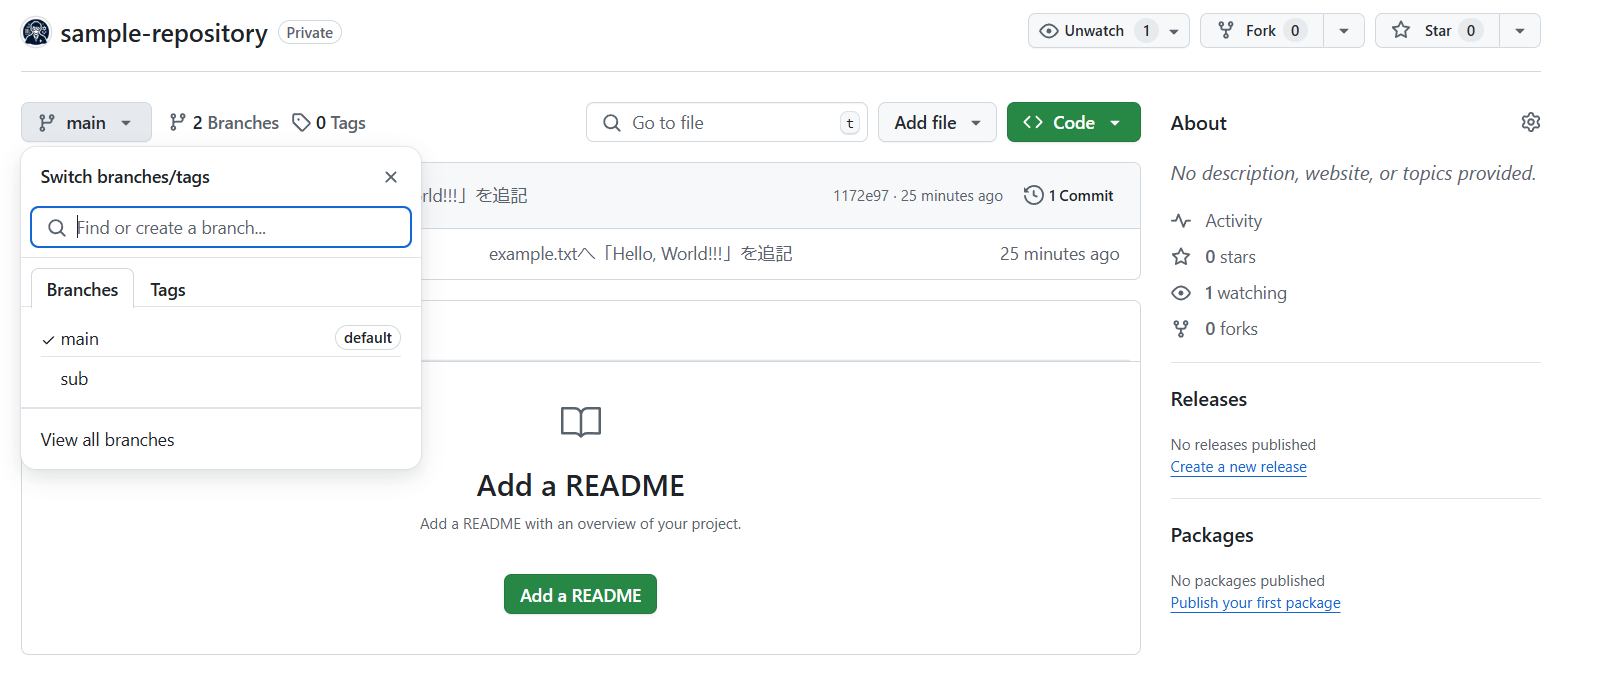 sample-repository Private Unwatch 1 Fork 0 Star 0
main 2 Branches 0 Tags Go to file t Add file Code
Switch branches/tags
Find or create a branch...
Branches Tags
main default
sub
View all branches
」を追記 1172e97 · 25 minutes ago 1 Commit
example.txtへ「Hello, World!!!」を追記 25 minutes ago
Add a README
Add a README with an overview of your project.
Add a README
About
No description, website, or topics provided.
Activity
0 stars
1 watching
0 forks
Releases
No releases published
Create a new release
Packages
No packages published
Publish your first package